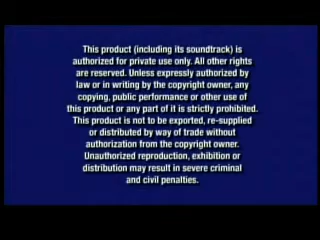 This product (including its soundtrack) is
authorized for private use only. All other rights
are reserved. Unless expressly authorized by
law or in writing by the copyright owner, any
copying, public performance or other use of
this product or any part of it is strictly prohibited.
This product is not to be exported, re-supplied
or distributed by way of trade without
authorization from the copyright owner.
Unauthorized reproduction, exhibition or
distribution may result in severe criminal
and civil penalties.